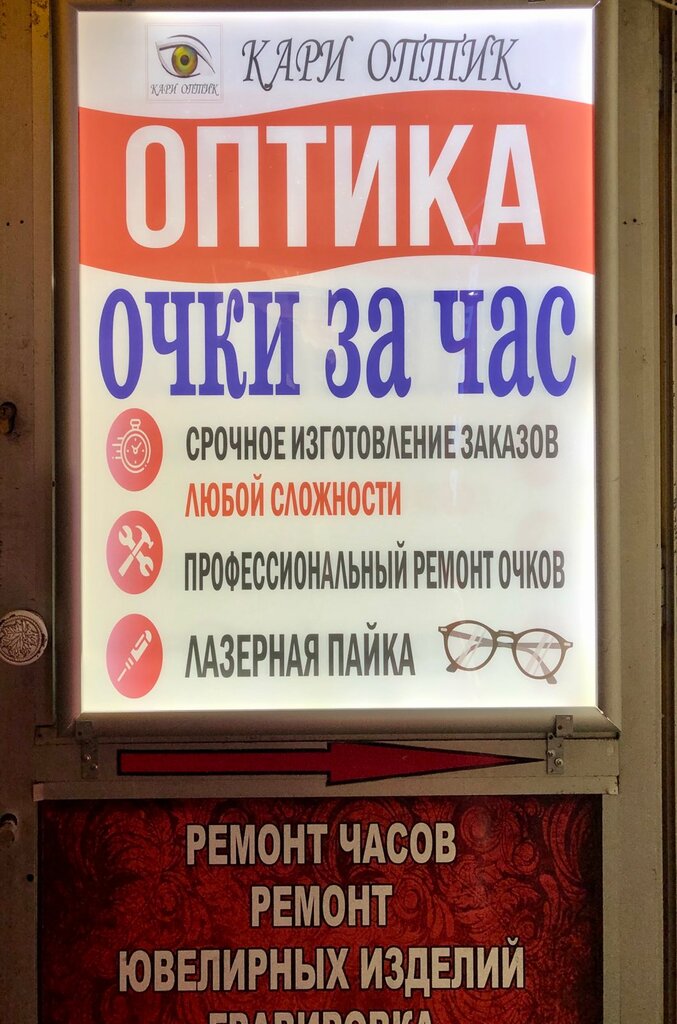 КАРИ ОПТИК
КАРИ ОПТИК
ОПТИКА
ОЧКИ ЗА ЧАС
СРОЧНОЕ ИЗГОТОВЛЕНИЕ ЗАКАЗОВ
ЛЮБОЙ СЛОЖНОСТИ
ПРОФЕССИОНАЛЬНЫЙ РЕМОНТ ОЧКОВ
ЛАЗЕРНАЯ ПАЙКА
РЕМОНТ ЧАСОВ
РЕМОНТ
ЮВЕЛИРНЫХ ИЗДЕЛИЙ
ГРАВИРОВКА